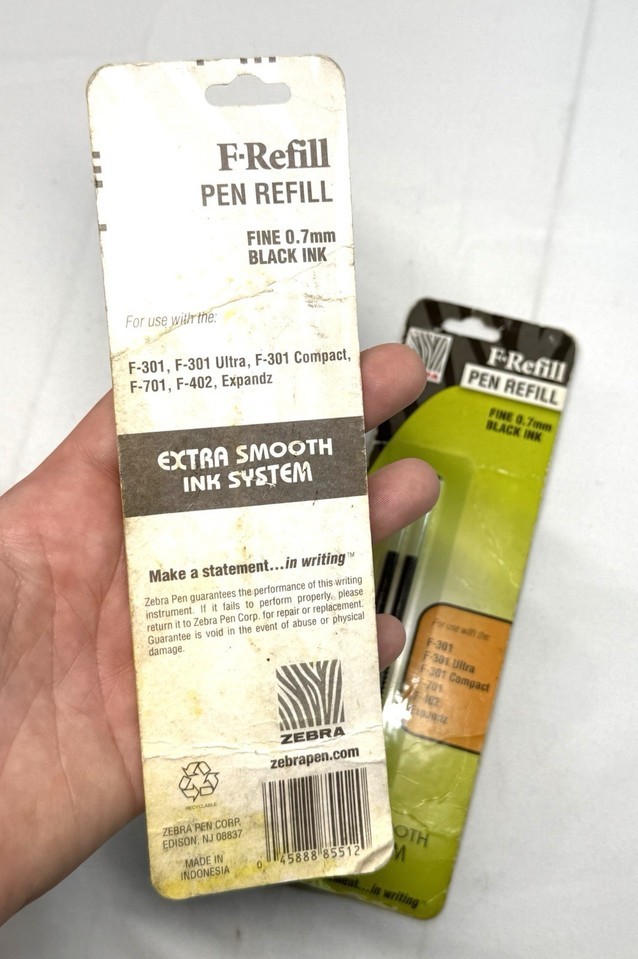 F-Refill
PEN REFILL
FINE 0.7mm
BLACK INK
For use with the:
F-301, F-301 Ultra, F-301 Compact,
F-701, F-402, Expandz
EXTRA SMOOTH
INK SYSTEM
Make a statement...in writing™
Zebra Pen guarantees the performance of this writing
instrument. If it fails to perform properly, please
return it to Zebra Pen Corp. for repair or replacement.
Guarantee is void in the event of abuse or physical
damage.
ZEBRA
zebrapen.com
RECYCLABLE
ZEBRA PEN CORP.
EDISON, NJ 08837
MADE IN
INDONESIA
0 45888 85512
F-Refill
PEN REFILL
FINE 0.7mm
BLACK INK
For use with the:
F-301
F-301 Ultra
F-301 Compact
F-701
Expandz
OOTH
M
...in writing